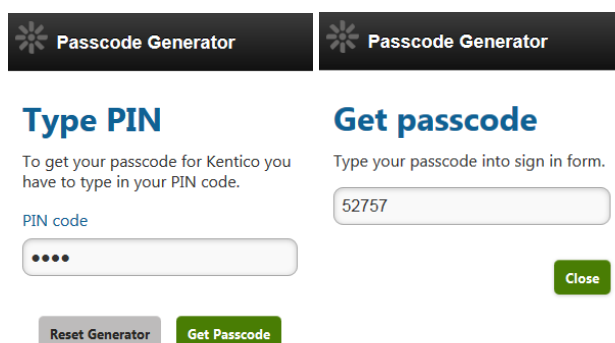 Passcode Generator
Type PIN
To get your passcode for Kentico you
have to type in your PIN code.
PIN code
••••
Reset Generator
Get Passcode
Passcode Generator
Get passcode
Type your passcode into sign in form.
52757
Close